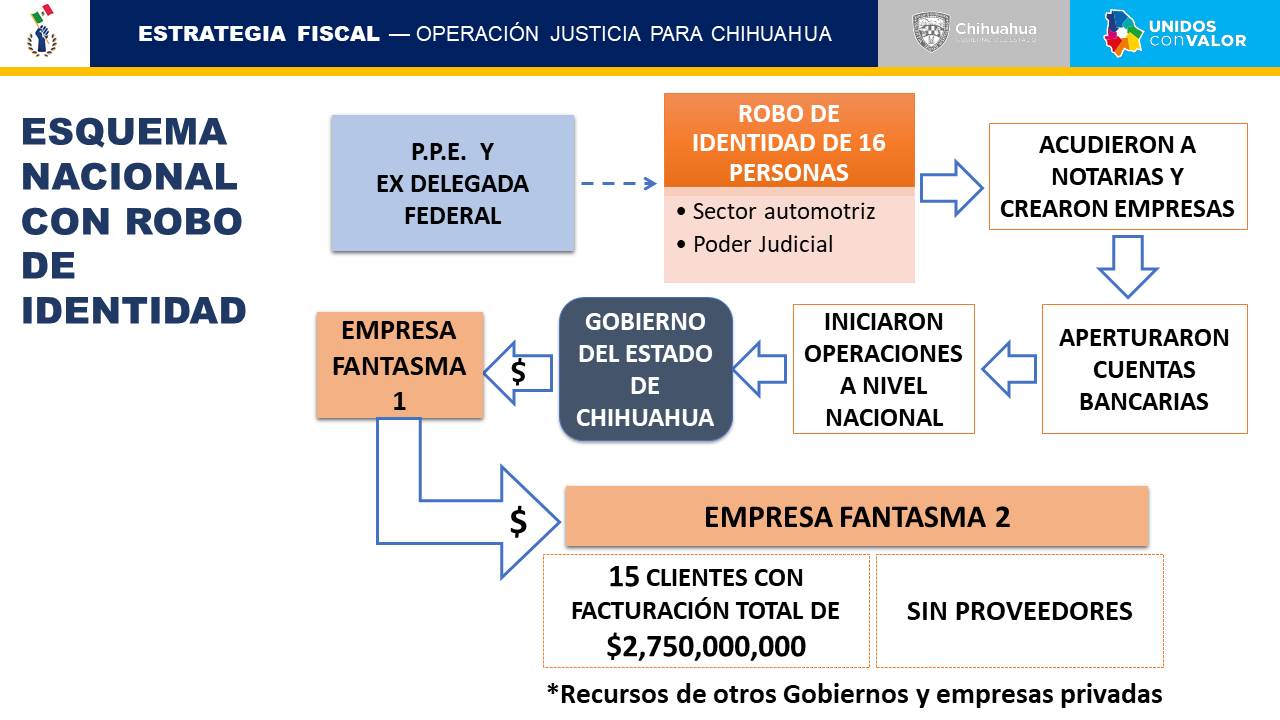 ESTRATEGIA FISCAL — OPERACIÓN JUSTICIA PARA CHIHUAHUA
Chihuahua
UNIDOS
conVALOR
ESQUEMA
NACIONAL
CON ROBO
DE
IDENTIDAD
P.P.E. Y
EX DELEGADA
FEDERAL
ROBO DE
IDENTIDAD DE 16
PERSONAS
• Sector automotriz
• Poder Judicial
ACUDIERON A
NOTARIAS Y
CREARON EMPRESAS
APERTURARON
CUENTAS
BANCARIAS
INICIARON
OPERACIONES
A NIVEL
NACIONAL
GOBIERNO
DEL ESTADO
DE
CHIHUAHUA
$
EMPRESA
FANTASMA
1
$
EMPRESA FANTASMA 2
15 CLIENTES CON
FACTURACIÓN TOTAL DE
$2,750,000,000
SIN PROVEEDORES
*Recursos de otros Gobiernos y empresas privadas